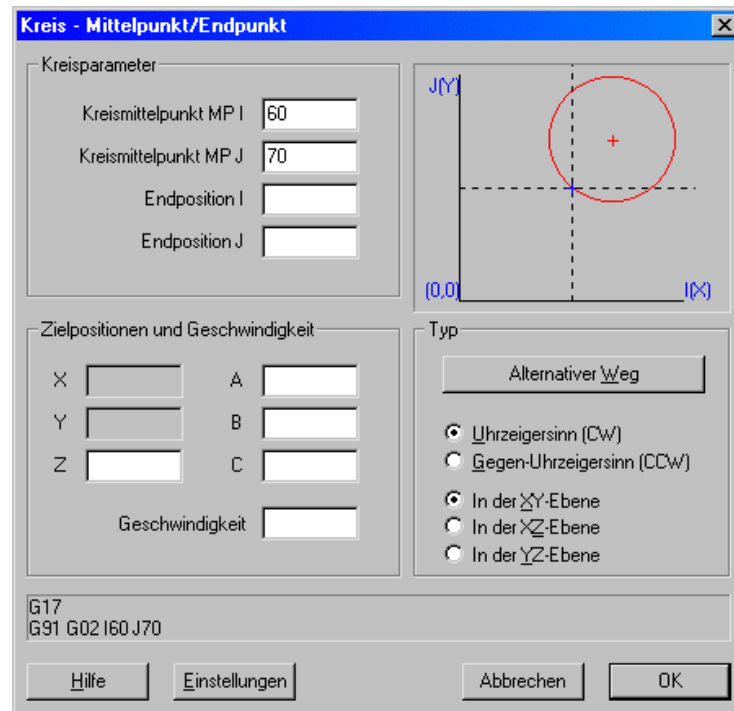 Kreis - Mittelpunkt/Endpunkt
Kreisparameter
Kreismittelpunkt MP I 60
Kreismittelpunkt MP J 70
Endposition I
Endposition J
J(Y)
(0,0)
I(X)
Zielpositionen und Geschwindigkeit
X
A
Y
B
Z
C
Geschwindigkeit
Typ
Alternativer Weg
Uhrzeigersinn (CW)
Gegen-Uhrzeigersinn (CCW)
In der XY-Ebene
In der XZ-Ebene
In der YZ-Ebene
G17
G91 G02 I60 J70
Hilfe
Einstellungen
Abbrechen
OK